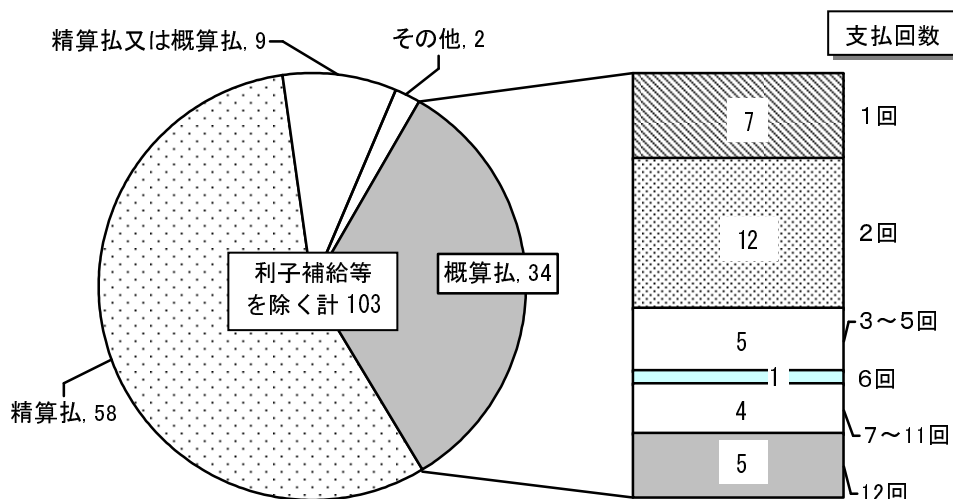 精算払又は概算払, 9
その他, 2
支払回数
利子補給等
を除く計 103
概算払, 34
精算払, 58
7
1回
12
2回
5
3～5回
1
6回
4
7～11回
5
12回